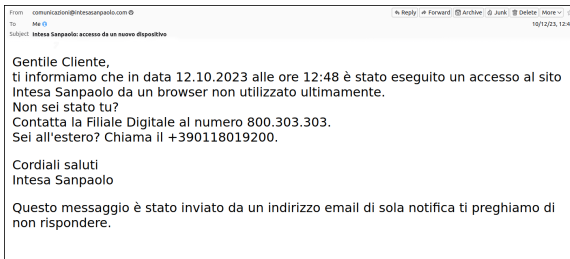 From comunicazioni@intesasanpaolo.com
Reply Forward Archive Junk Delete More
To Me
10/12/23, 12:4
Subject Intesa Sanpaolo: accesso da un nuovo dispositivo
Gentile Cliente,
ti informiamo che in data 12.10.2023 alle ore 12:48 è stato eseguito un accesso al sito
Intesa Sanpaolo da un browser non utilizzato ultimamente.
Non sei stato tu?
Contatta la Filiale Digitale al numero 800.303.303.
Sei all'estero? Chiama il +390118019200.
Cordiali saluti
Intesa Sanpaolo
Questo messaggio è stato inviato da un indirizzo email di sola notifica ti preghiamo di
non rispondere.